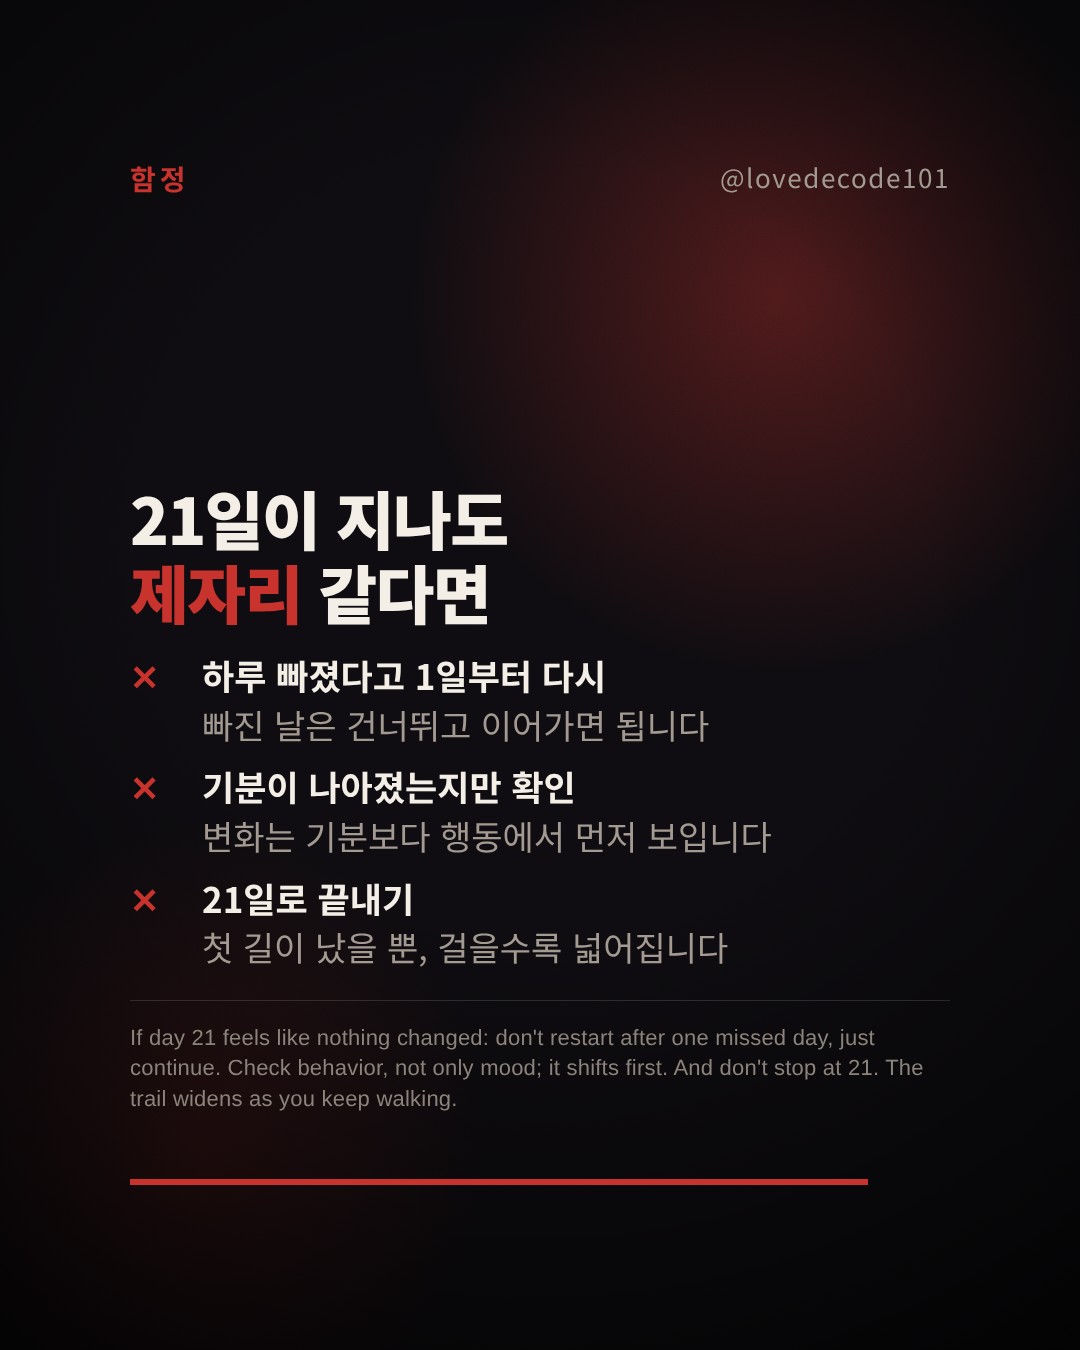 함정
@lovedecode101
21일이 지나도
제자리 같다면
✕ 하루 빠졌다고 1일부터 다시
빠진 날은 건너뛰고 이어가면 됩니다
✕ 기분이 나아졌는지만 확인
변화는 기분보다 행동에서 먼저 보입니다
✕ 21일로 끝내기
첫 길이 났을 뿐, 걸을수록 넓어집니다
If day 21 feels like nothing changed: don't restart after one missed day, just
continue. Check behavior, not only mood; it shifts first. And don't stop at 21. The
trail widens as you keep walking.